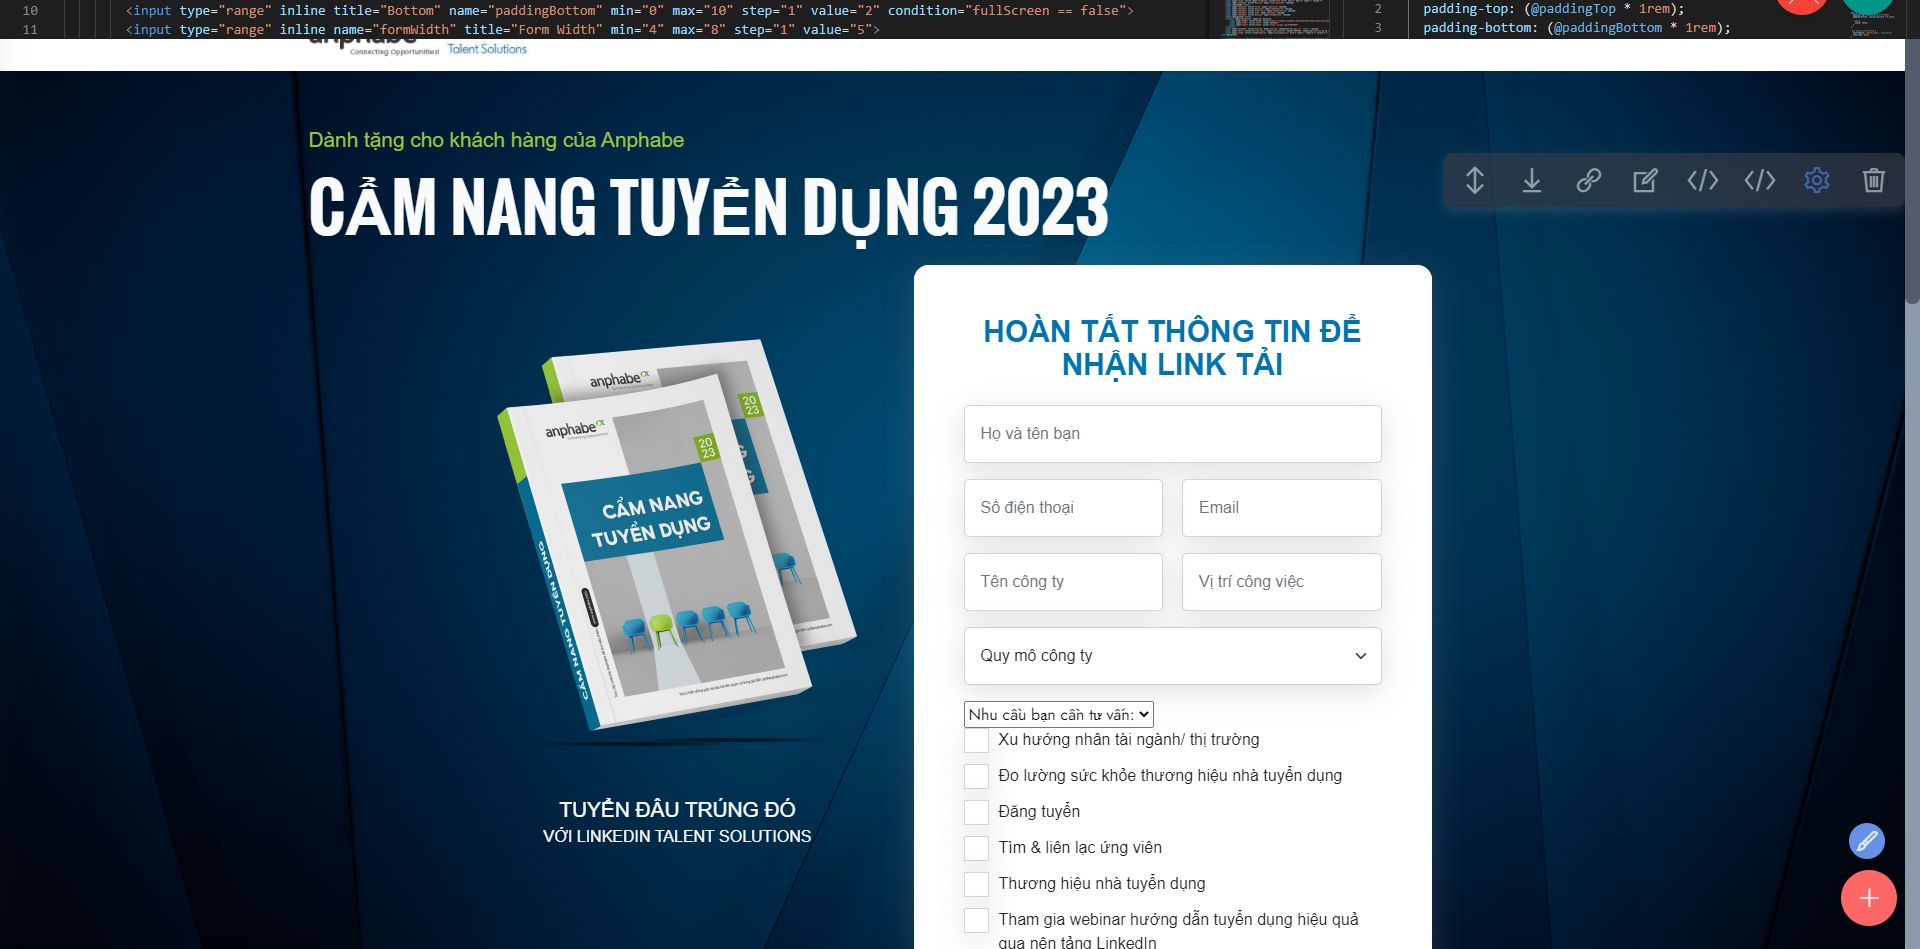 10 <input type="range" inline title="Bottom" name="paddingBottom" min="0" max="10" step="1" value="2" condition="fullScreen == false">
11 <input type="range" inline name="formWidth" title="Form Width" min="4" max="8" step="1" value="5">
2 padding-top: (@paddingTop * 1rem);
3 padding-bottom: (@paddingBottom * 1rem);
anphabe
Connecting Opportunities!
Talent Solutions
Dành tặng cho khách hàng của Anphabe
CẨM NANG TUYỂN DỤNG 2023
anphabe
20
23
anphabe
20
23
CẨM NANG
TUYỂN DỤNG
CẨM NANG TUYỂN DỤNG
TUYỂN ĐÂU TRÚNG ĐÓ
VỚI LINKEDIN TALENT SOLUTIONS
HOÀN TẤT THÔNG TIN ĐỂ
NHẬN LINK TẢI
Họ và tên bạn
Số điện thoại
Email
Tên công ty
Vị trí công việc
Quy mô công ty
Nhu cầu bạn cần tư vấn:
Xu hướng nhân tài ngành/ thị trường
Đo lường sức khỏe thương hiệu nhà tuyển dụng
Đăng tuyển
Tìm & liên lạc ứng viên
Thương hiệu nhà tuyển dụng
Tham gia webinar hướng dẫn tuyển dụng hiệu quả
qua nền tảng LinkedIn